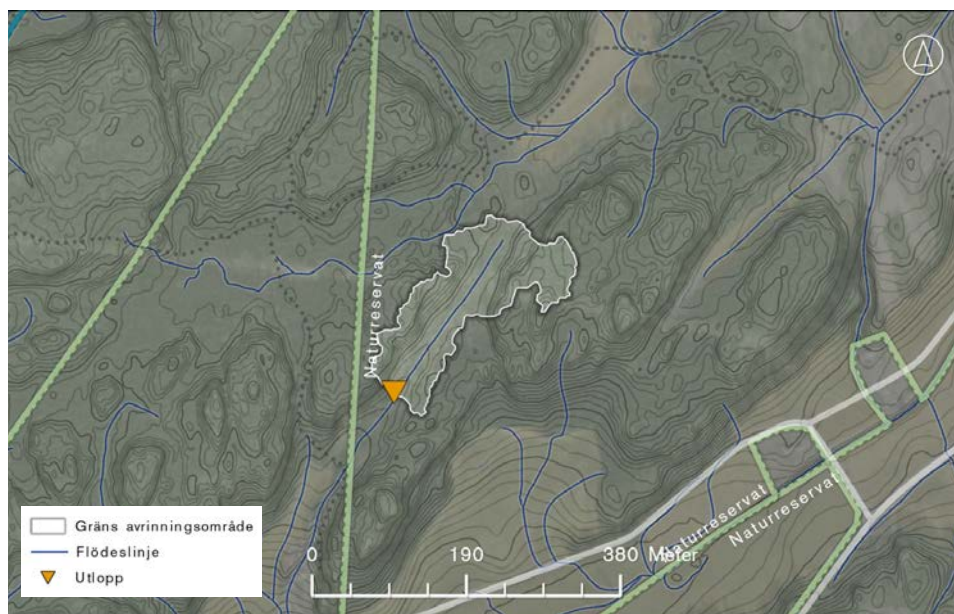 Naturreservat
Naturreservat
Naturreservat
Gräns avrinningsområde
Flödeslinje
Utlopp
0 190 380 Meter